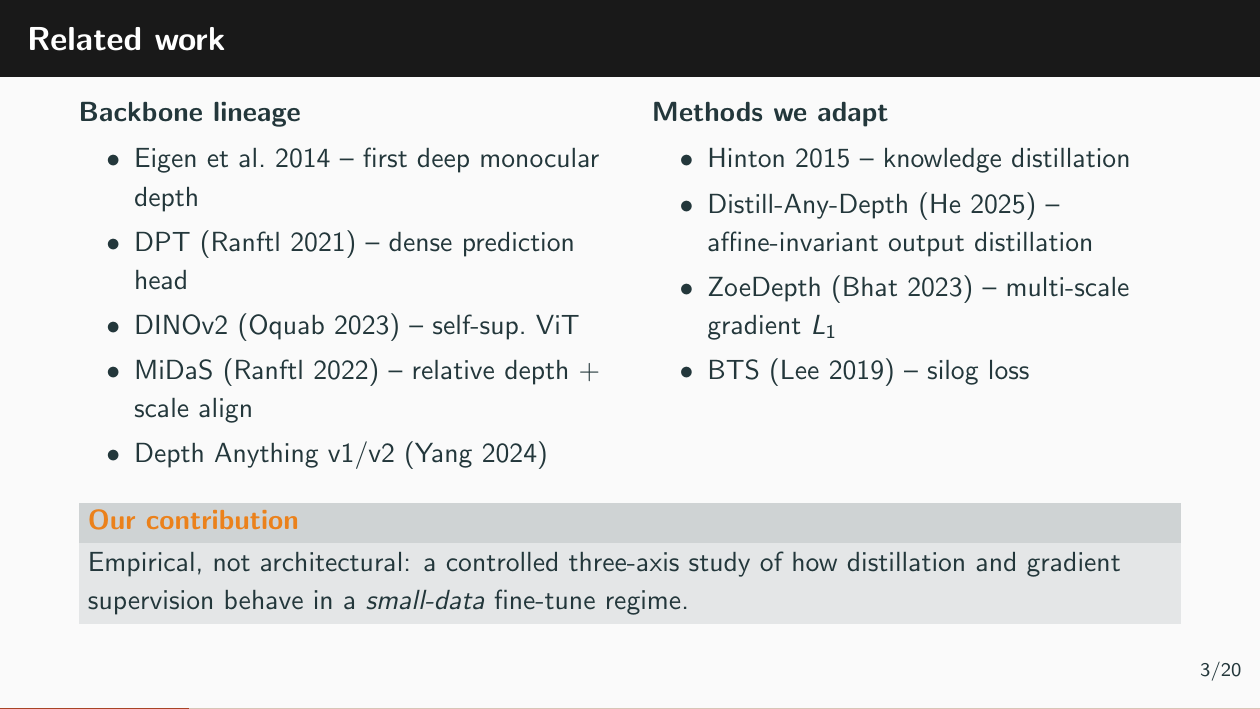 Related work
Backbone lineage
• Eigen et al. 2014 – first deep monocular
depth
• DPT (Ranftl 2021) – dense prediction
head
• DINOv2 (Oquab 2023) – self-sup. ViT
• MiDaS (Ranftl 2022) – relative depth +
scale align
• Depth Anything v1/v2 (Yang 2024)
Methods we adapt
• Hinton 2015 – knowledge distillation
• Distill-Any-Depth (He 2025) –
affine-invariant output distillation
• ZoeDepth (Bhat 2023) – multi-scale
gradient L₁
• BTS (Lee 2019) – silog loss
Our contribution
Empirical, not architectural: a controlled three-axis study of how distillation and gradient
supervision behave in a small-data fine-tune regime.
3/20